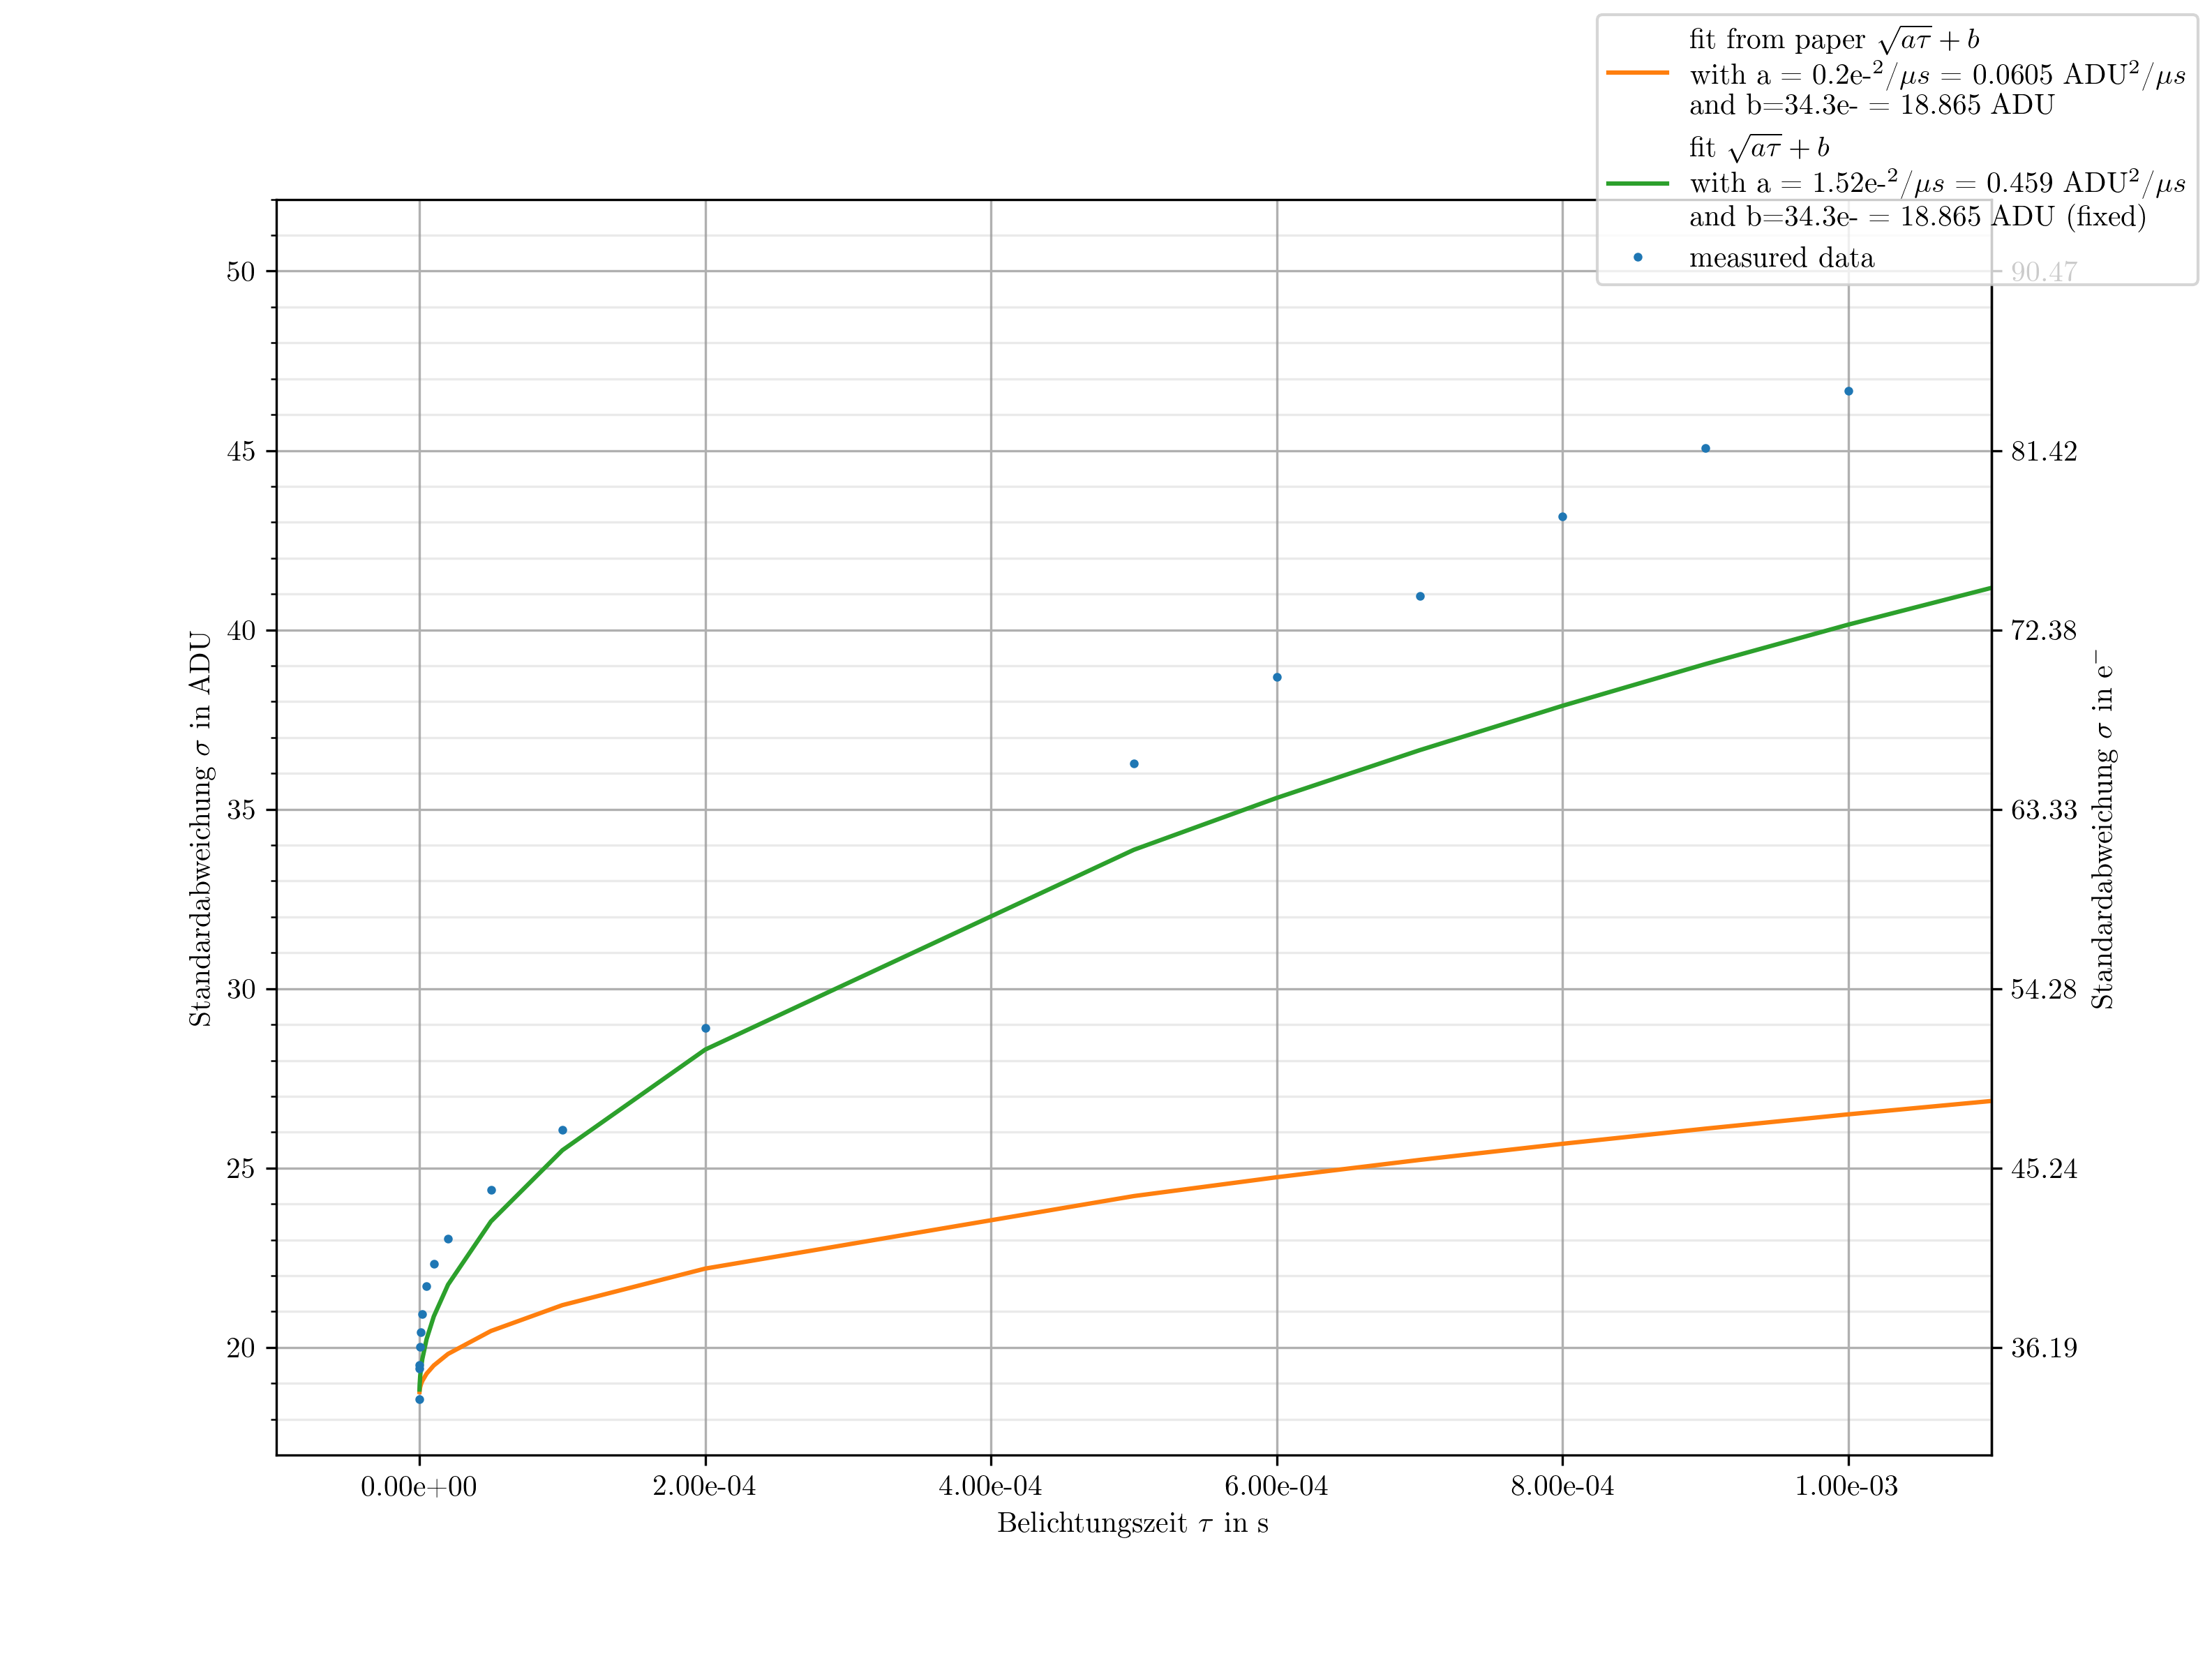 fit from paper √aτ + b
with a = 0.2e-²/μs = 0.0605 ADU²/μs
and b=34.3e- = 18.865 ADU
fit √aτ + b
with a = 1.52e-²/μs = 0.459 ADU²/μs
and b=34.3e- = 18.865 ADU (fixed)
measured data
50
45
40
35
30
25
20
Standardabweichung σ in ADU
90.47
81.42
72.38
63.33
54.28
45.24
36.19
Standardabweichung σ in e⁻
0.00e+00 2.00e-04 4.00e-04 6.00e-04 8.00e-04 1.00e-03
Belichtungszeit τ in s